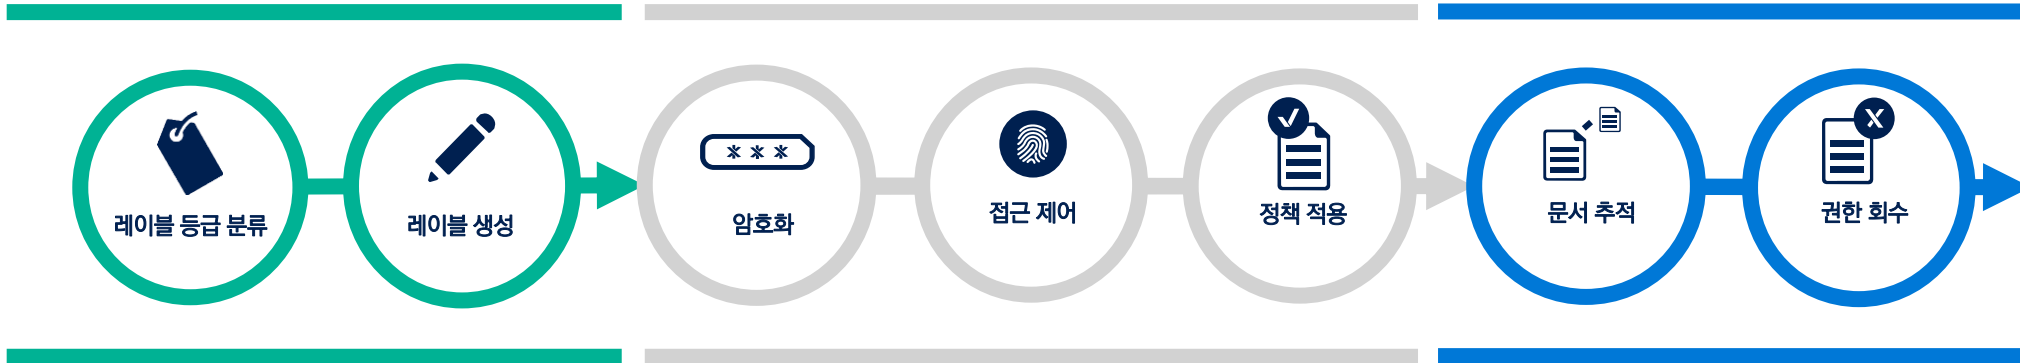 레이블 등급 분류
레이블 생성
암호화
접근 제어
정책 적용
문서 추적
권한 회수